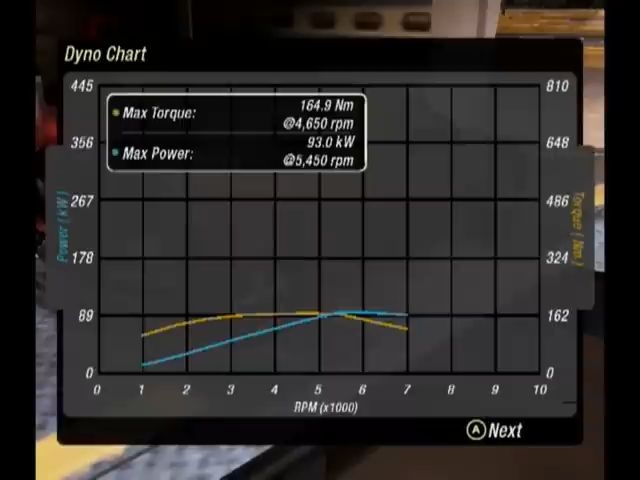 Dyno Chart
445
810
Max Torque:
164.9 Nm
@4,650 rpm
Max Power:
93.0 kW
@5,450 rpm
356
648
267
486
Power (kW)
Torque (Nm)
178
324
89
162
0
0
0 1 2 3 4 5 6 7 8 9 10
RPM (x1000)
A Next